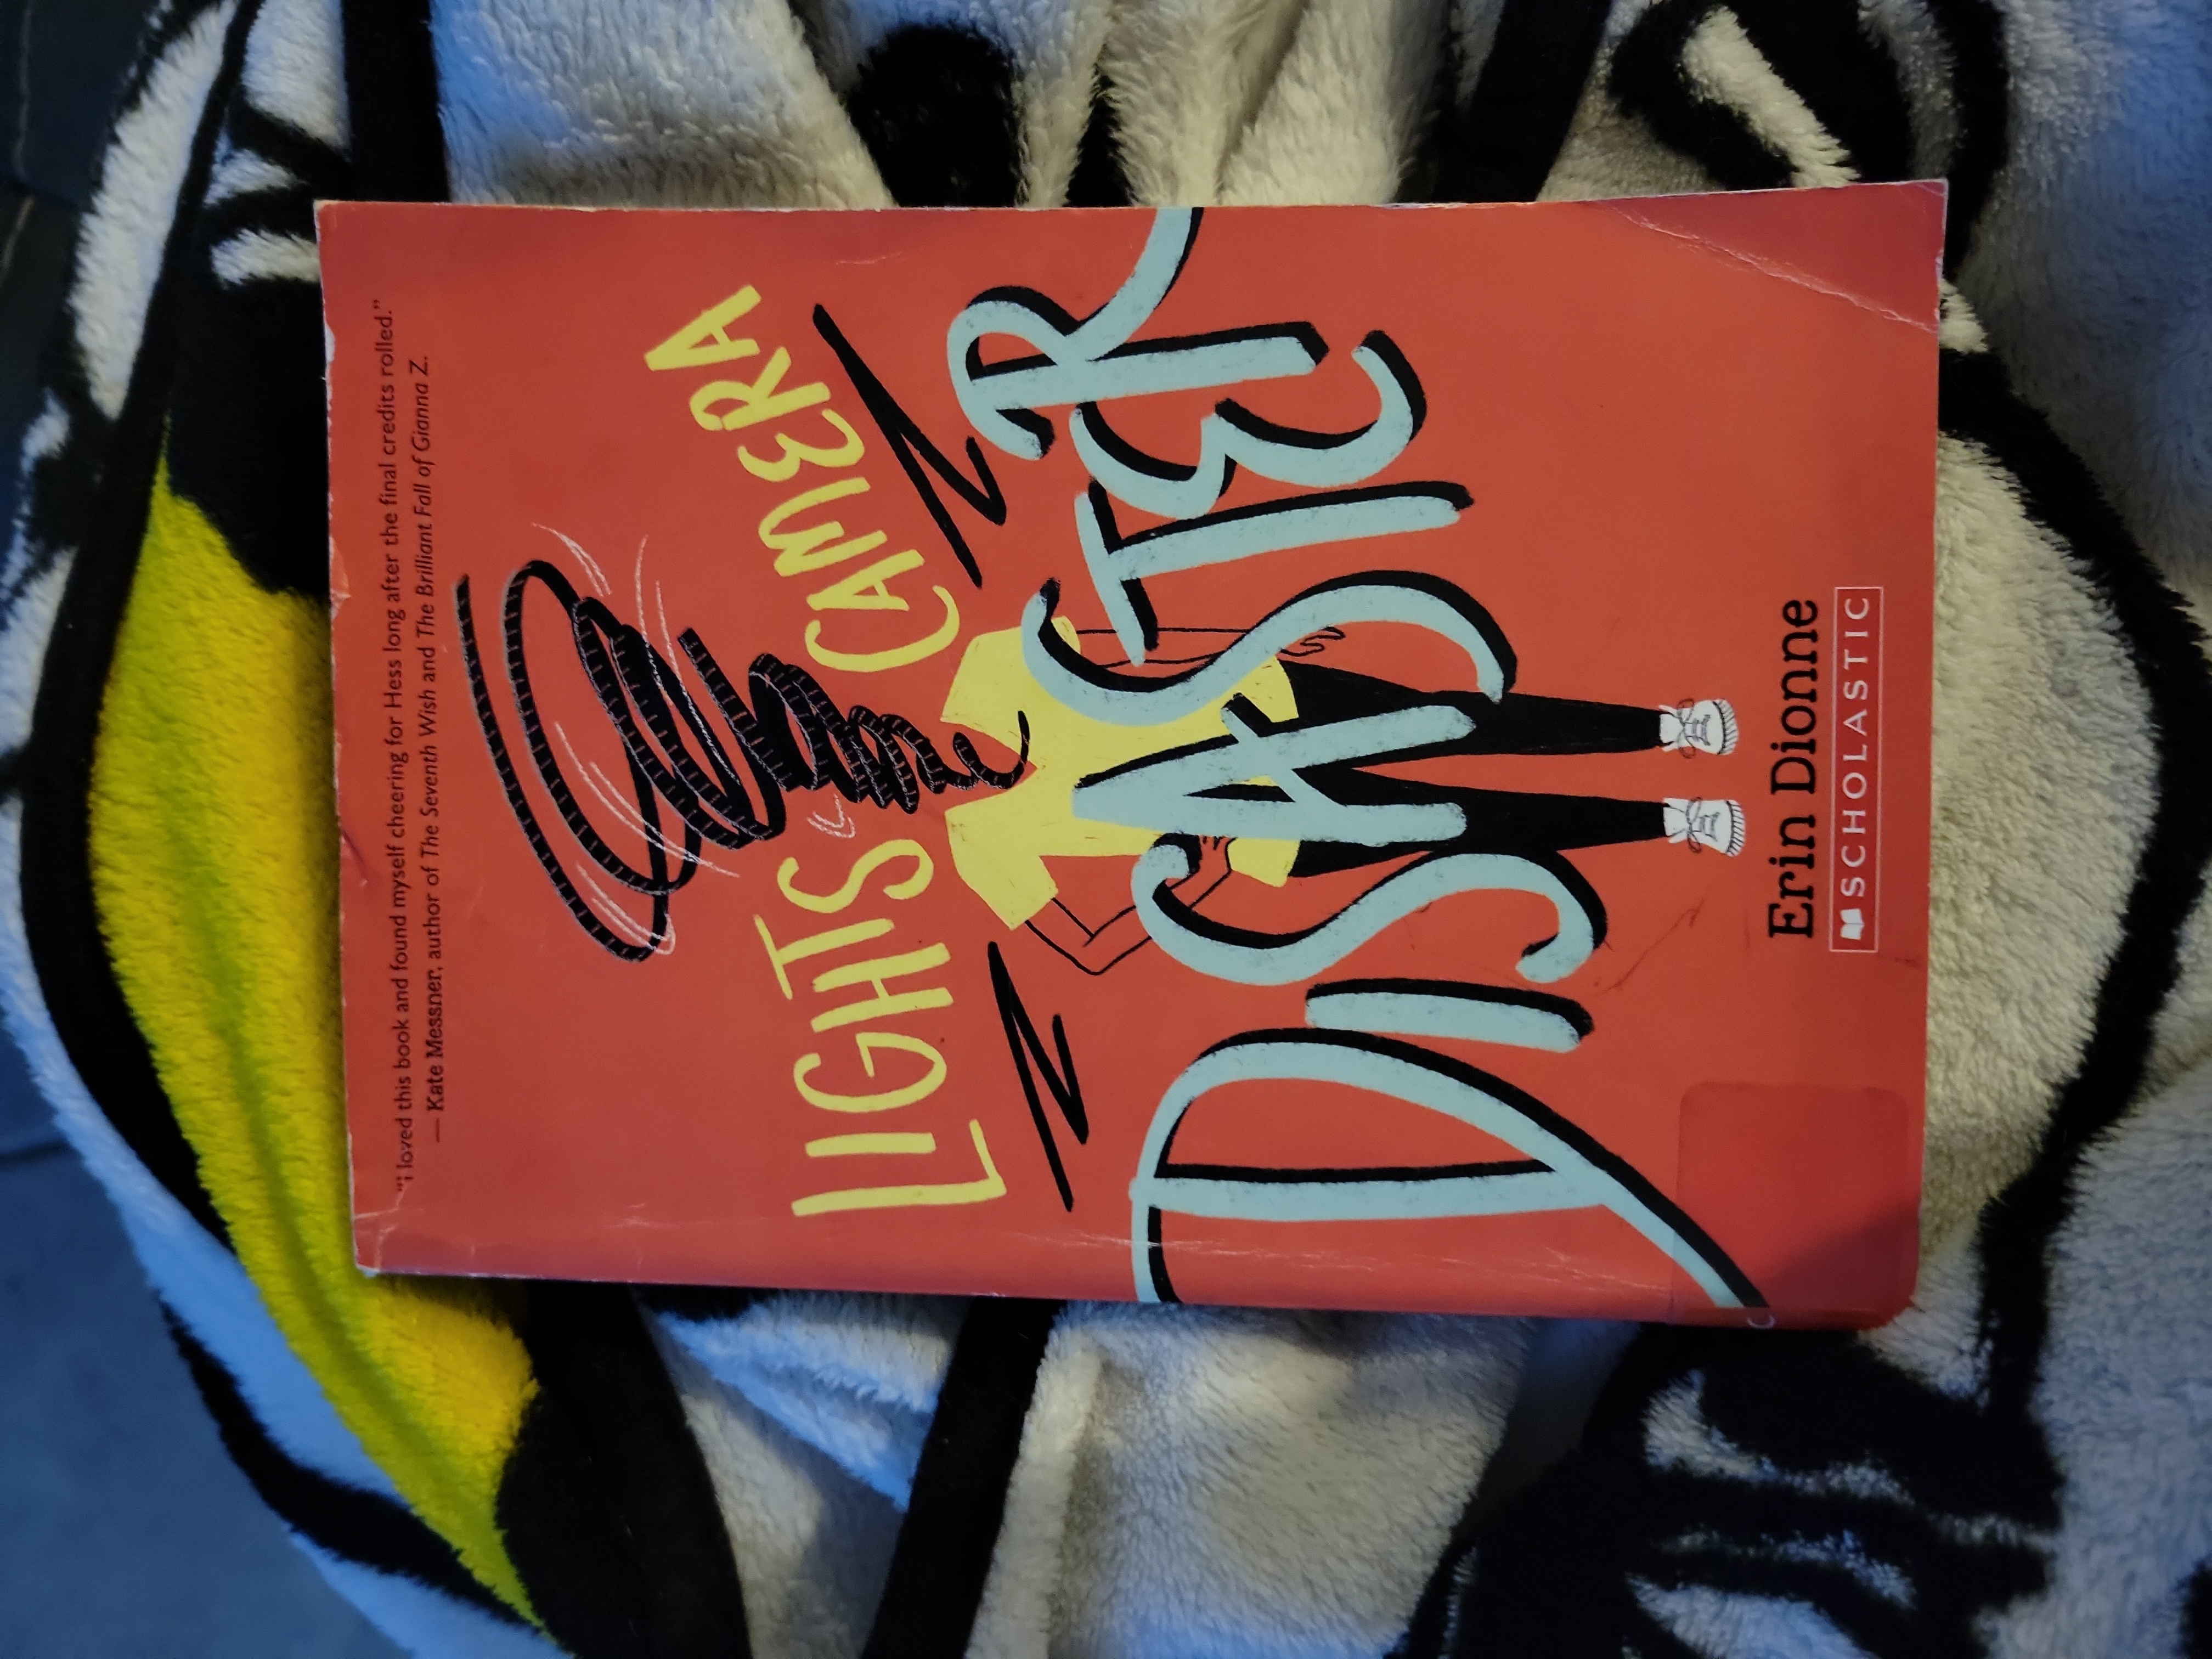 "I loved this book and found myself cheering for Hess long after the final credits rolled."
— Kate Messner, author of The Seventh Wish and The Brilliant Fall of Gianna Z.
LIGHTS CAMERA
DISASTER
Erin Dionne
SCHOLASTIC